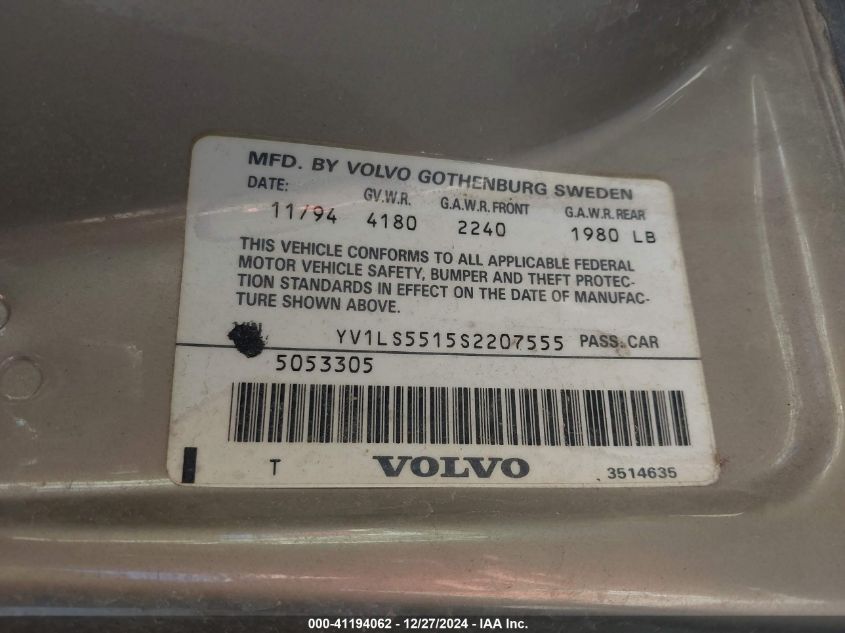 MFD. BY VOLVO GOTHENBURG SWEDEN
DATE: GV.W.R. G.A.W.R. FRONT G.A.W.R. REAR
11/94 4180 2240 1980 LB
THIS VEHICLE CONFORMS TO ALL APPLICABLE FEDERAL
MOTOR VEHICLE SAFETY, BUMPER AND THEFT PROTEC-
TION STANDARDS IN EFFECT ON THE DATE OF MANUFAC-
TURE SHOWN ABOVE.
YV1LS5515S2207555 PASS. CAR
5053305
T VOLVO 3514635
000-41194062 - 12/27/2024 - IAA Inc.